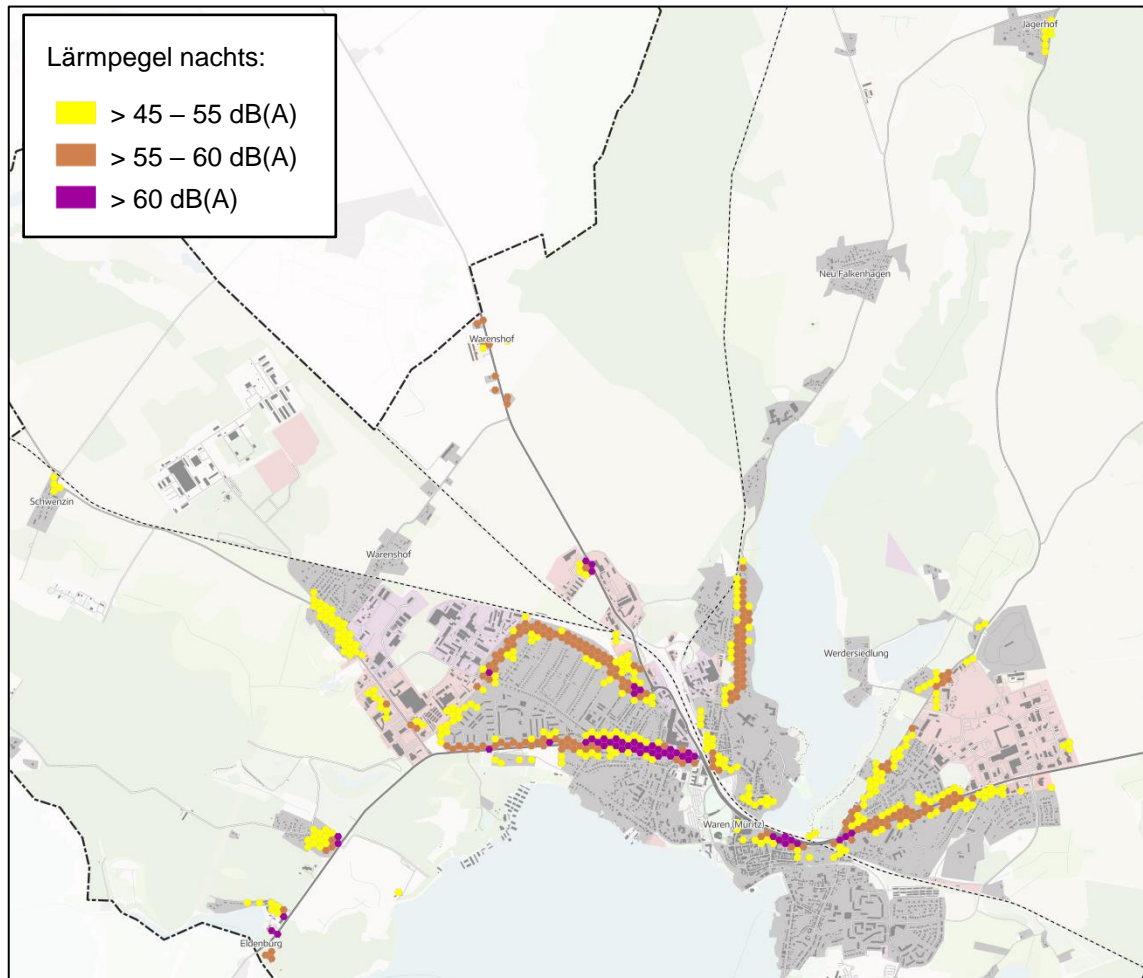 Lärmpegel nachts:
> 45 – 55 dB(A)
> 55 – 60 dB(A)
> 60 dB(A)
Jägerhof
Neu Falkenhagen
Warenshof
Schwenzin
Warenshof
Werdersiedlung
Waren (Müritz)
Eldenburg